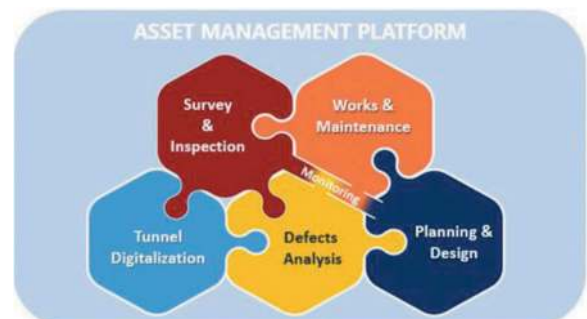 ASSET MANAGEMENT PLATFORM
Survey
&
Inspection
Works &
Maintenance
Monitoring
Tunnel
Digitalization
Defects
Analysis
Planning &
Design